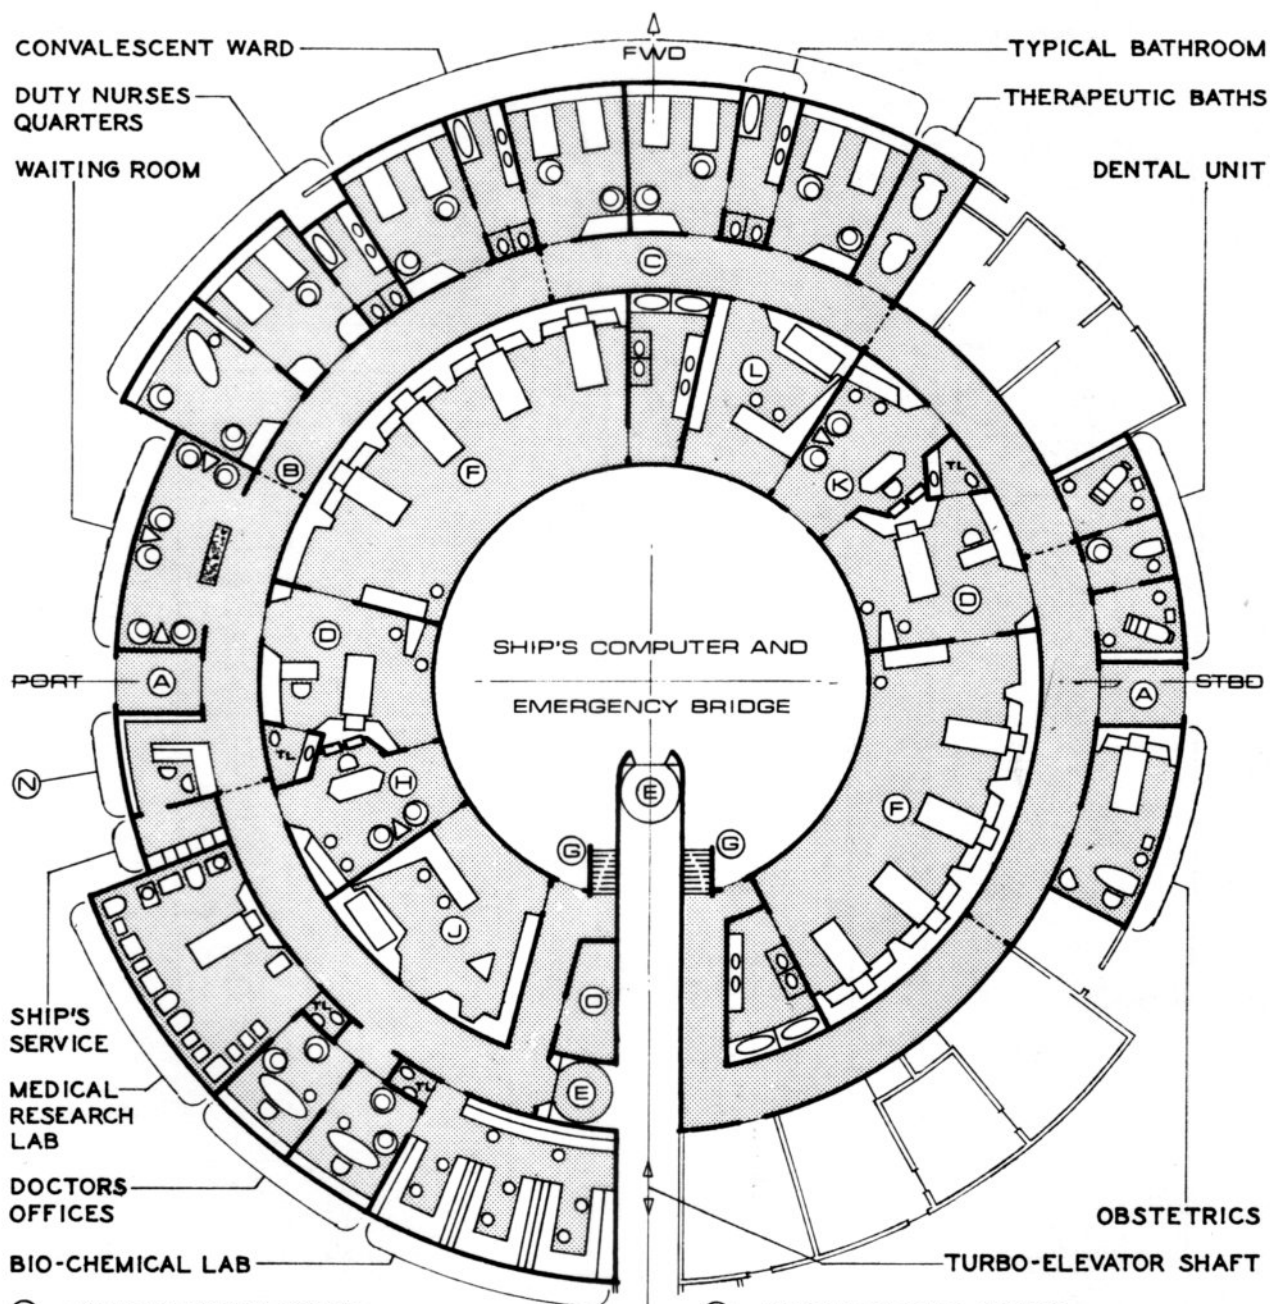 FWD
CONVALESCENT WARD
TYPICAL BATHROOM
DUTY NURSES
QUARTERS
THERAPEUTIC BATHS
WAITING ROOM
DENTAL UNIT
C
L
B
F
K
TL
D
D
SHIP'S COMPUTER AND
EMERGENCY BRIDGE
PORT
A
A
STBD
TL
H
N
E
F
G
G
J
O
SHIP'S
SERVICE
TL
MEDICAL
RESEARCH
LAB
TL
E
DOCTORS
OFFICES
OBSTETRICS
BIO-CHEMICAL LAB
TURBO-ELEVATOR SHAFT